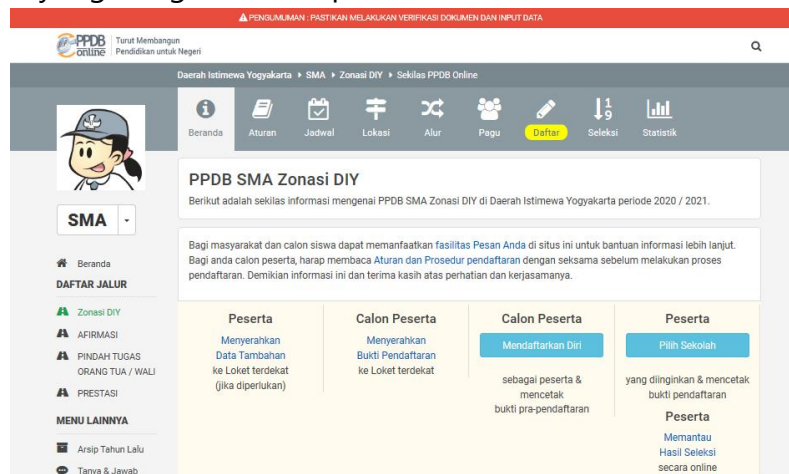 PENGUMUMAN : PASTIKAN MELAKUKAN VERIFIKASI DOKUMEN DAN INPUT DATA
PPDB online
Turut Membangun
Pendidikan untuk Negeri
Daerah Istimewa Yogyakarta SMA Zonasi DIY Sekilas PPDB Online
Beranda Aturan Jadwal Lokasi Alur Pagu Daftar Seleksi Statistik
SMA
Beranda
DAFTAR JALUR
Zonasi DIY
AFIRMASI
PINDAH TUGAS
ORANG TUA / WALI
PRESTASI
MENU LAINNYA
Arsip Tahun Lalu
Tanya & Jawab
PPDB SMA Zonasi DIY
Berikut adalah sekilas informasi mengenai PPDB SMA Zonasi DIY di Daerah Istimewa Yogyakarta periode 2020 / 2021.
Bagi masyarakat dan calon siswa dapat memanfaatkan fasilitas Pesan Anda di situs ini untuk bantuan informasi lebih lanjut.
Bagi anda calon peserta, harap membaca Aturan dan Prosedur pendaftaran dengan seksama sebelum melakukan proses
pendaftaran. Demikian informasi ini dan terima kasih atas perhatian dan kerjasamanya.
Peserta
Menyerahkan
Data Tambahan
ke Loket terdekat
(jika diperlukan)
Calon Peserta
Menyerahkan
Bukti Pendaftaran
ke Loket terdekat
Calon Peserta
Mendaftarkan Diri
sebagai peserta &
mencetak
bukti pra-pendaftaran
Peserta
Pilih Sekolah
yang diinginkan & mencetak
bukti pendaftaran
Peserta
Memantau
Hasil Seleksi
secara online